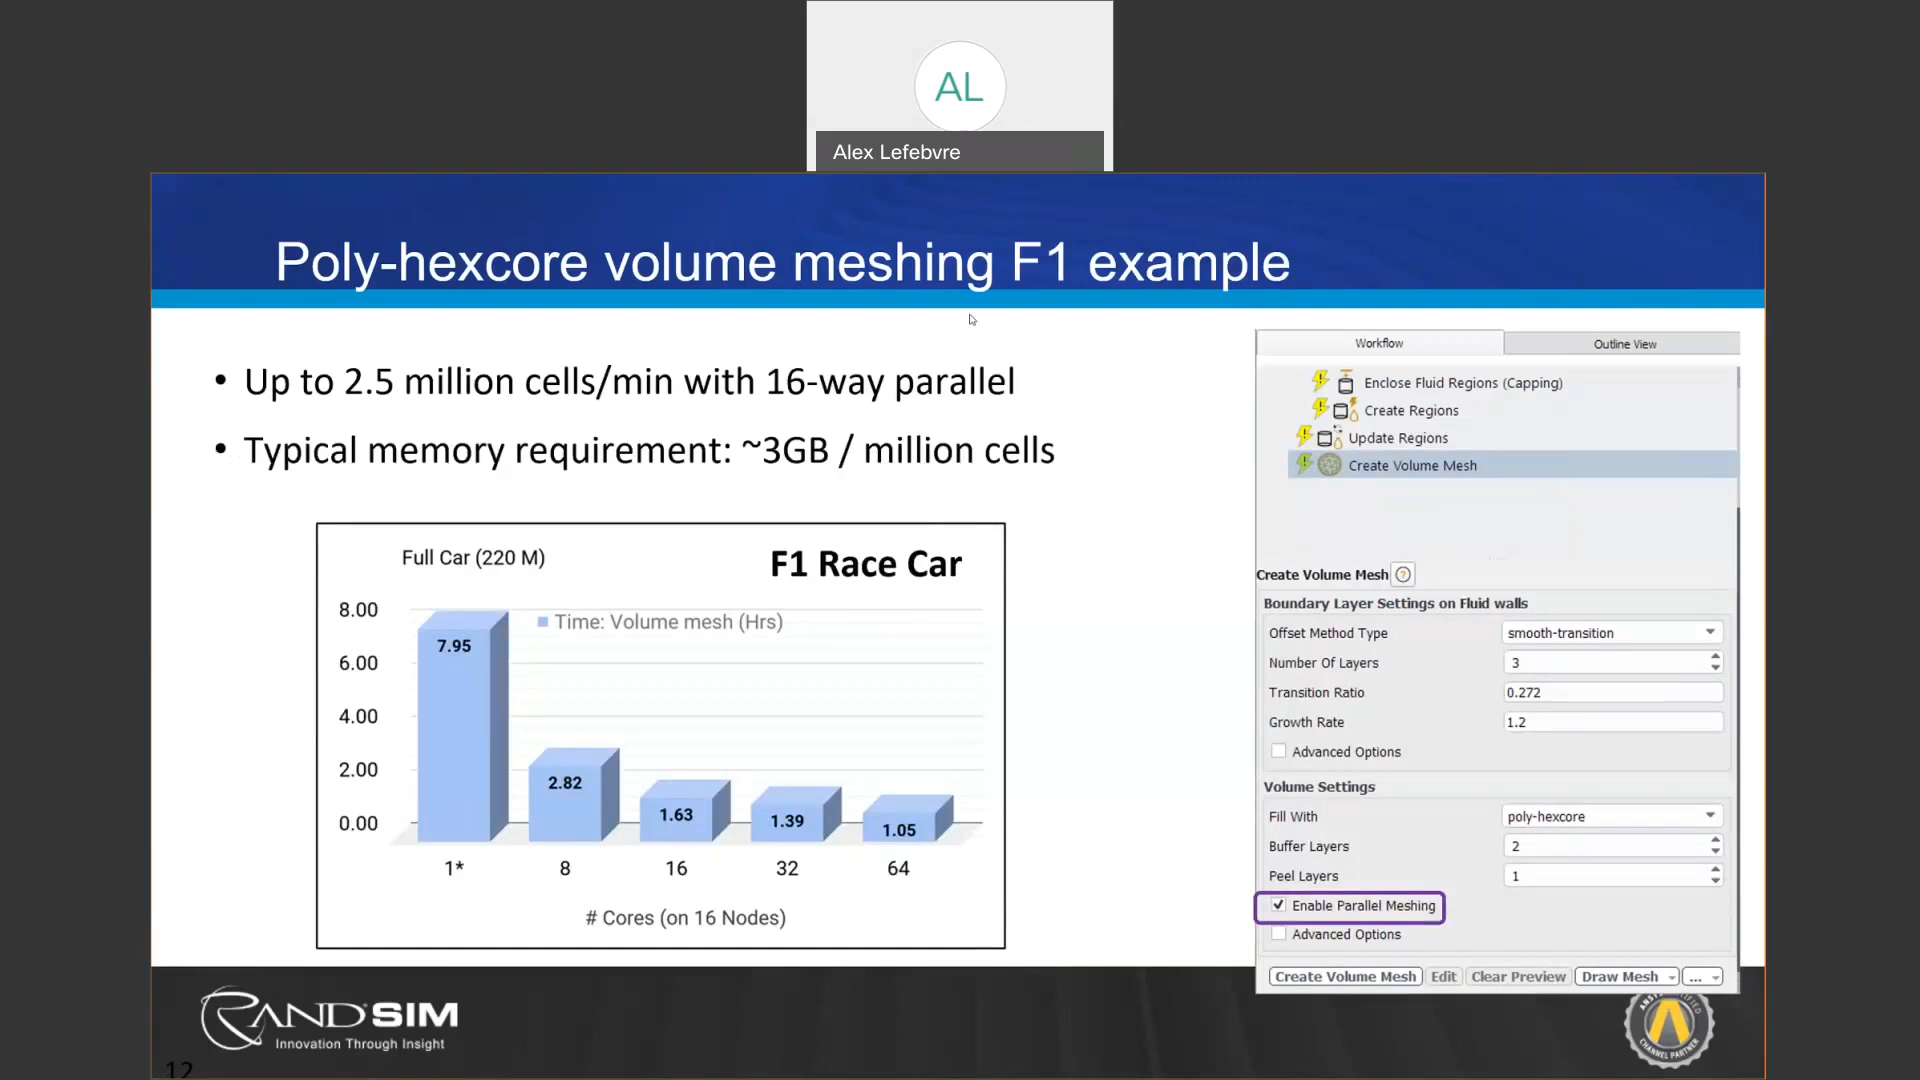 AL
Alex Lefebvre
Poly-hexcore volume meshing F1 example
• Up to 2.5 million cells/min with 16-way parallel
• Typical memory requirement: ~3GB / million cells
Full Car (220 M)
F1 Race Car
Time: Volume mesh (Hrs)
8.00
6.00
4.00
2.00
0.00
7.95
2.82
1.63
1.39
1.05
1* 8 16 32 64
# Cores (on 16 Nodes)
Workflow Outline View
Enclose Fluid Regions (Capping)
Create Regions
Update Regions
Create Volume Mesh
Create Volume Mesh ?
Boundary Layer Settings on Fluid walls
Offset Method Type smooth-transition
Number Of Layers 3
Transition Ratio 0.272
Growth Rate 1.2
Advanced Options
Volume Settings
Fill With poly-hexcore
Buffer Layers 2
Peel Layers 1
Enable Parallel Meshing
Advanced Options
Create Volume Mesh Edit Clear Preview Draw Mesh ...
RAND SIM
Innovation Through Insight
CHANNEL PARTNER
12